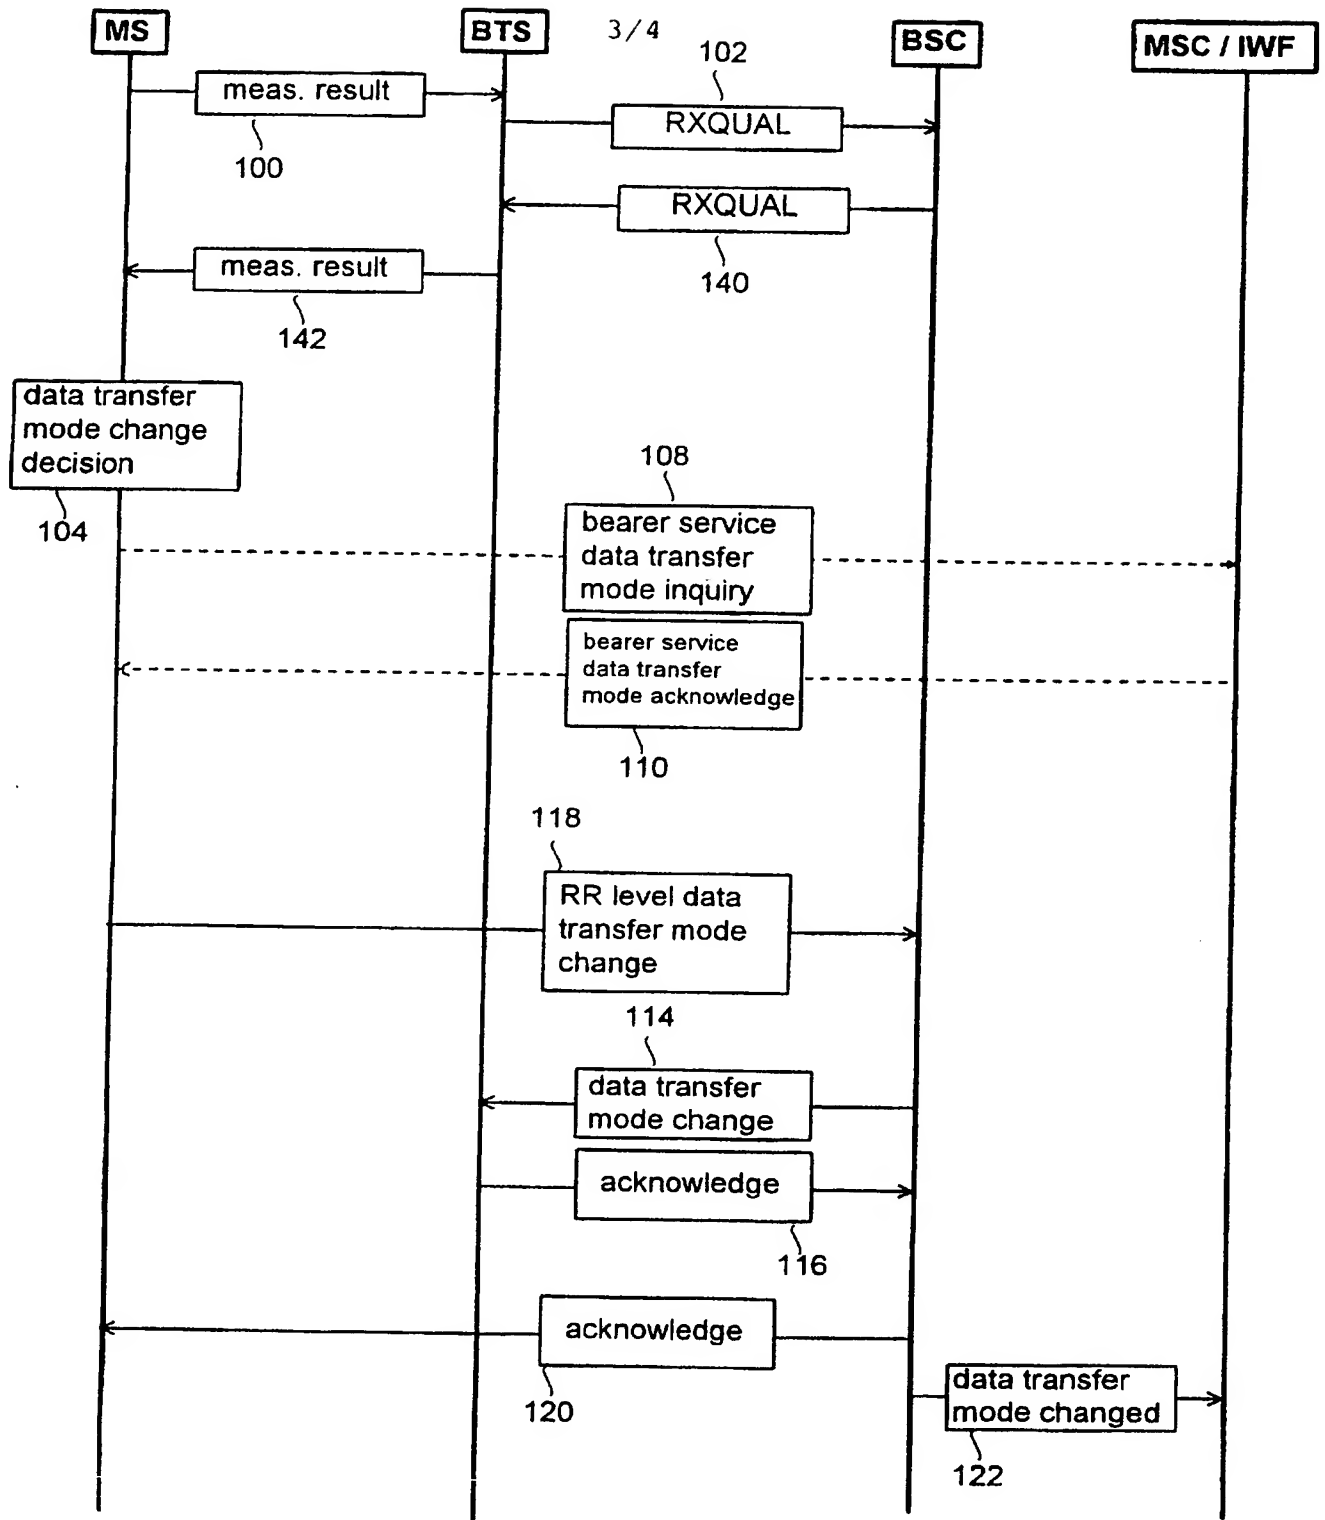 MS
BTS
3/4
BSC
MSC / IWF
102
meas. result
RXQUAL
100
RXQUAL
meas. result
140
142
data transfer
mode change
decision
104
108
bearer service
data transfer
mode inquiry
bearer service
data transfer
mode acknowledge
110
118
RR level data
transfer mode
change
114
data transfer
mode change
acknowledge
116
acknowledge
120
data transfer
mode changed
122